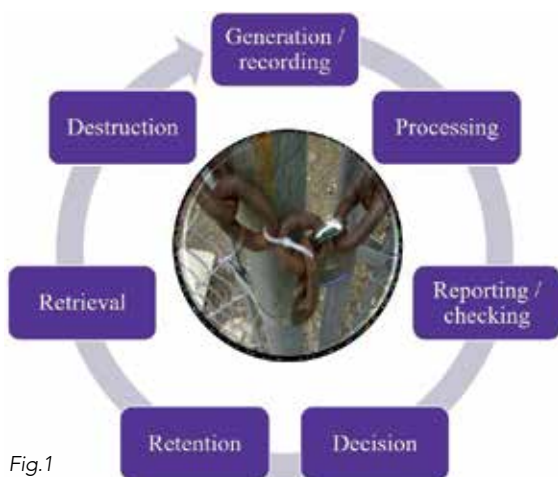 Generation /
recording
Processing
Reporting /
checking
Decision
Retention
Retrieval
Destruction
Fig.1